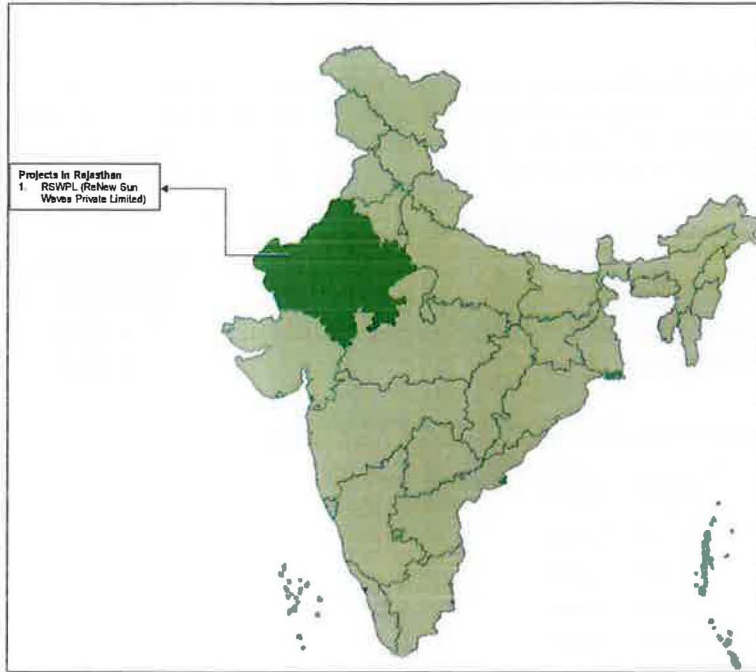 Projects in Rajasthan
1. RSWPL (ReNew Sun
Waves Private Limited)